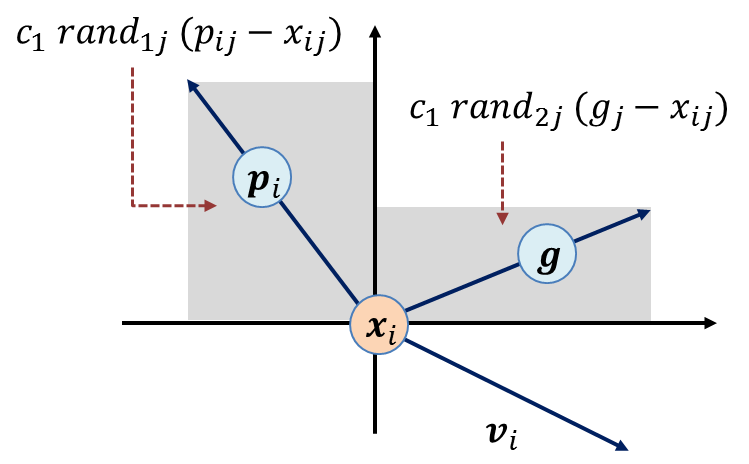 c₁ rand₁ⱼ (pᵢⱼ − xᵢⱼ)
c₁ rand₂ⱼ (gⱼ − xᵢⱼ)
pᵢ
g
xᵢ
vᵢ